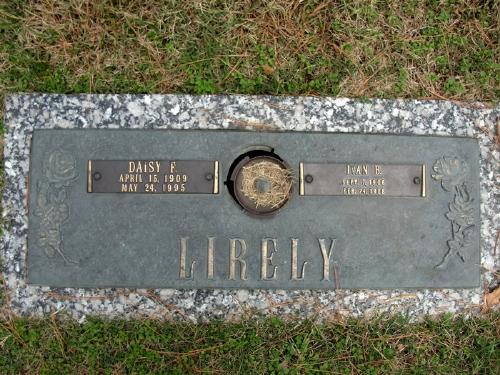 DAISY F.
APRIL 15, 1909
MAY 24, 1995
IVAN B.
LIRELY